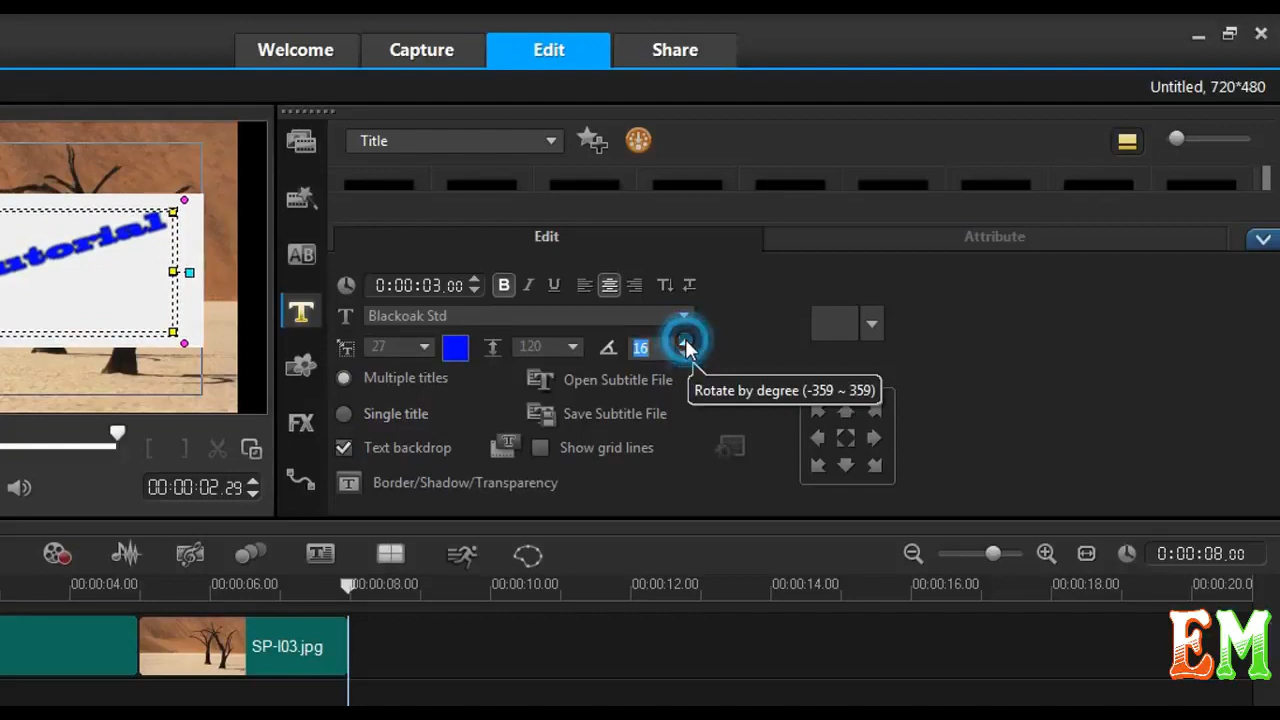 Welcome
Capture
Edit
Share
Untitled, 720*480
Title
utorial
Edit
Attribute
0:00:03.00
B I U
Blackoak Std
27
120
16
Rotate by degree (-359 ~ 359)
Multiple titles
Open Subtitle File
Single title
Save Subtitle File
Text backdrop
Show grid lines
Border/Shadow/Transparency
AB
T
FX
00:00:02.29
0:00:08.00
00:00:04.00
00:00:06.00
00:00:08.00
00:00:10.00
00:00:12.00
00:00:14.00
00:00:16.00
00:00:18.00
00:00:20.0
SP-I03.jpg
EM